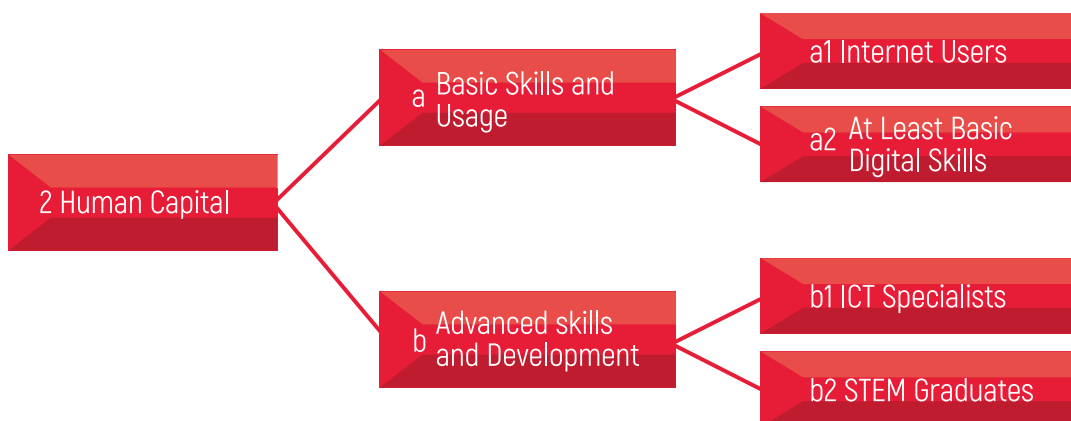 2 Human Capital
a Basic Skills and
Usage
a1 Internet Users
a2 At Least Basic
Digital Skills
b Advanced skills
and Development
b1 ICT Specialists
b2 STEM Graduates